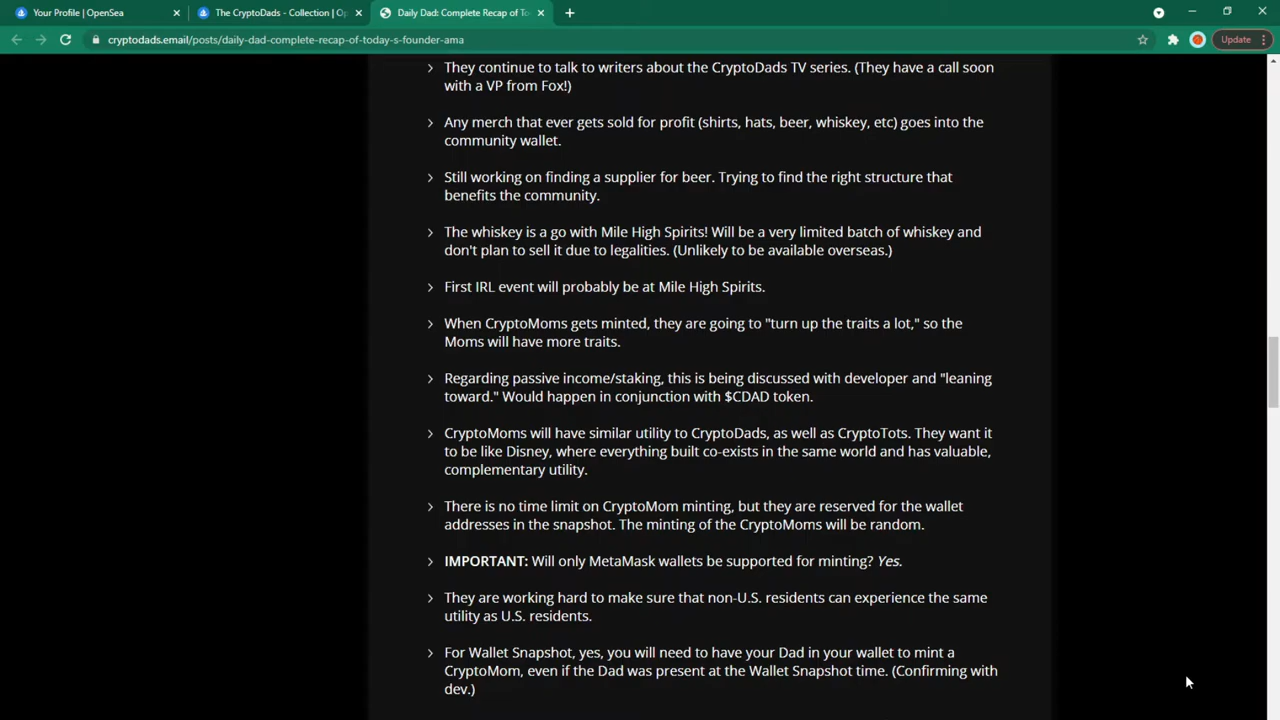 Your Profile | OpenSea
The CryptoDads - Collection | Op
Daily Dad: Complete Recap of To
cryptodads.email/posts/daily-dad-complete-recap-of-today-s-founder-ama
Update
They continue to talk to writers about the CryptoDads TV series. (They have a call soon
with a VP from Fox!)
Any merch that ever gets sold for profit (shirts, hats, beer, whiskey, etc) goes into the
community wallet.
Still working on finding a supplier for beer. Trying to find the right structure that
benefits the community.
The whiskey is a go with Mile High Spirits! Will be a very limited batch of whiskey and
don't plan to sell it due to legalities. (Unlikely to be available overseas.)
First IRL event will probably be at Mile High Spirits.
When CryptoMoms gets minted, they are going to "turn up the traits a lot," so the
Moms will have more traits.
Regarding passive income/staking, this is being discussed with developer and "leaning
toward." Would happen in conjunction with $CDAD token.
CryptoMoms will have similar utility to CryptoDads, as well as CryptoTots. They want it
to be like Disney, where everything built co-exists in the same world and has valuable,
complementary utility.
There is no time limit on CryptoMom minting, but they are reserved for the wallet
addresses in the snapshot. The minting of the CryptoMoms will be random.
IMPORTANT: Will only MetaMask wallets be supported for minting? Yes.
They are working hard to make sure that non-U.S. residents can experience the same
utility as U.S. residents.
For Wallet Snapshot, yes, you will need to have your Dad in your wallet to mint a
CryptoMom, even if the Dad was present at the Wallet Snapshot time. (Confirming with
dev.)